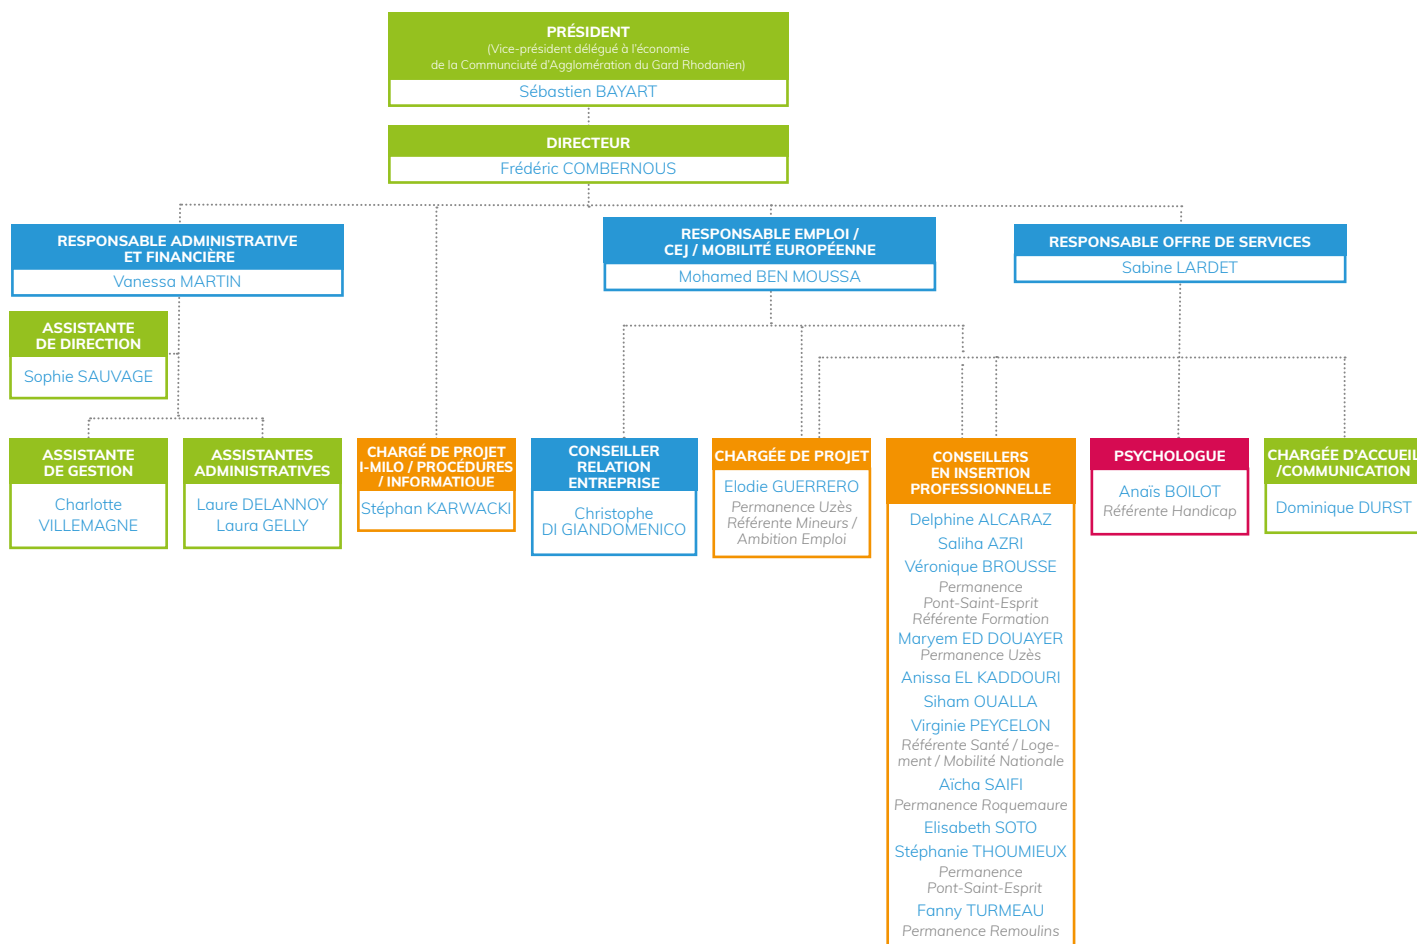 PRÉSIDENT
(Vice-président délégué à l'économie
de la Communciuté d'Agglomération du Gard Rhodanien)
Sébastien BAYART
DIRECTEUR
Frédéric COMBERNOUS
RESPONSABLE ADMINISTRATIVE
ET FINANCIÈRE
Vanessa MARTIN
RESPONSABLE EMPLOI /
CEJ / MOBILITÉ EUROPÉENNE
Mohamed BEN MOUSSA
RESPONSABLE OFFRE DE SERVICES
Sabine LARDET
ASSISTANTE
DE DIRECTION
Sophie SAUVAGE
ASSISTANTE
DE GESTION
Charlotte
VILLEMAGNE
ASSISTANTES
ADMINISTRATIVES
Laure DELANNOY
Laura GELLY
CHARGÉ DE PROJET
I-MILO / PROCÉDURES
/ INFORMATIQUE
Stéphan KARWACKI
CONSEILLER
RELATION
ENTREPRISE
Christophe
DI GIANDOMENICO
CHARGÉE DE PROJET
Elodie GUERRERO
Permanence Uzès
Référente Mineurs /
Ambition Emploi
CONSEILLERS
EN INSERTION
PROFESSIONNELLE
Delphine ALCARAZ
Saliha AZRI
Véronique BROUSSE
Permanence
Pont-Saint-Esprit
Référente Formation
Maryem ED DOUAYER
Permanence Uzès
Anissa EL KADDOURI
Siham OUALLA
Virginie PEYCELON
Référente Santé / Loge-
ment / Mobilité Nationale
Aïcha SAIFI
Permanence Roquemaure
Elisabeth SOTO
Stéphanie THOUMIEUX
Permanence
Pont-Saint-Esprit
Fanny TURMEAU
Permanence Remoulins
PSYCHOLOGUE
Anaïs BOILOT
Référente Handicap
CHARGÉE D'ACCUEIL
/COMMUNICATION
Dominique DURST